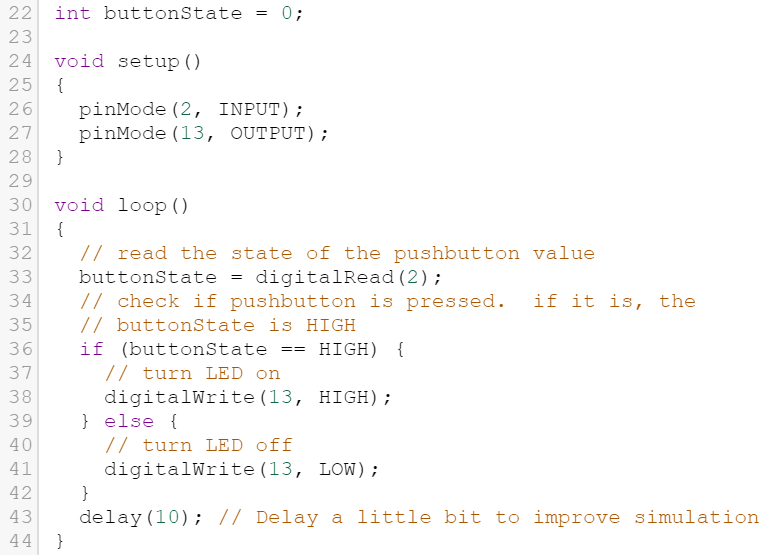 22 int buttonState = 0;
23
24 void setup()
25 {
26   pinMode(2, INPUT);
27   pinMode(13, OUTPUT);
28 }
29
30 void loop()
31 {
32   // read the state of the pushbutton value
33   buttonState = digitalRead(2);
34   // check if pushbutton is pressed.  if it is, the
35   // buttonState is HIGH
36   if (buttonState == HIGH) {
37     // turn LED on
38     digitalWrite(13, HIGH);
39   } else {
40     // turn LED off
41     digitalWrite(13, LOW);
42   }
43   delay(10); // Delay a little bit to improve simulation
44 }